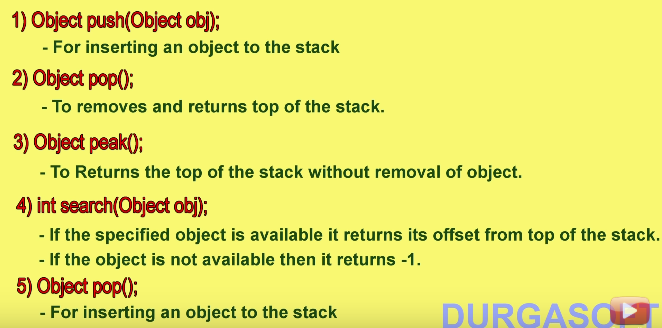 1) Object push(Object obj);
- For inserting an object to the stack
2) Object pop();
- To removes and returns top of the stack.
3) Object peak();
- To Returns the top of the stack without removal of object.
4) int search(Object obj);
- If the specified object is available it returns its offset from top of the stack.
- If the object is not available then it returns -1.
5) Object pop();
- For inserting an object to the stack
DURGASOFT